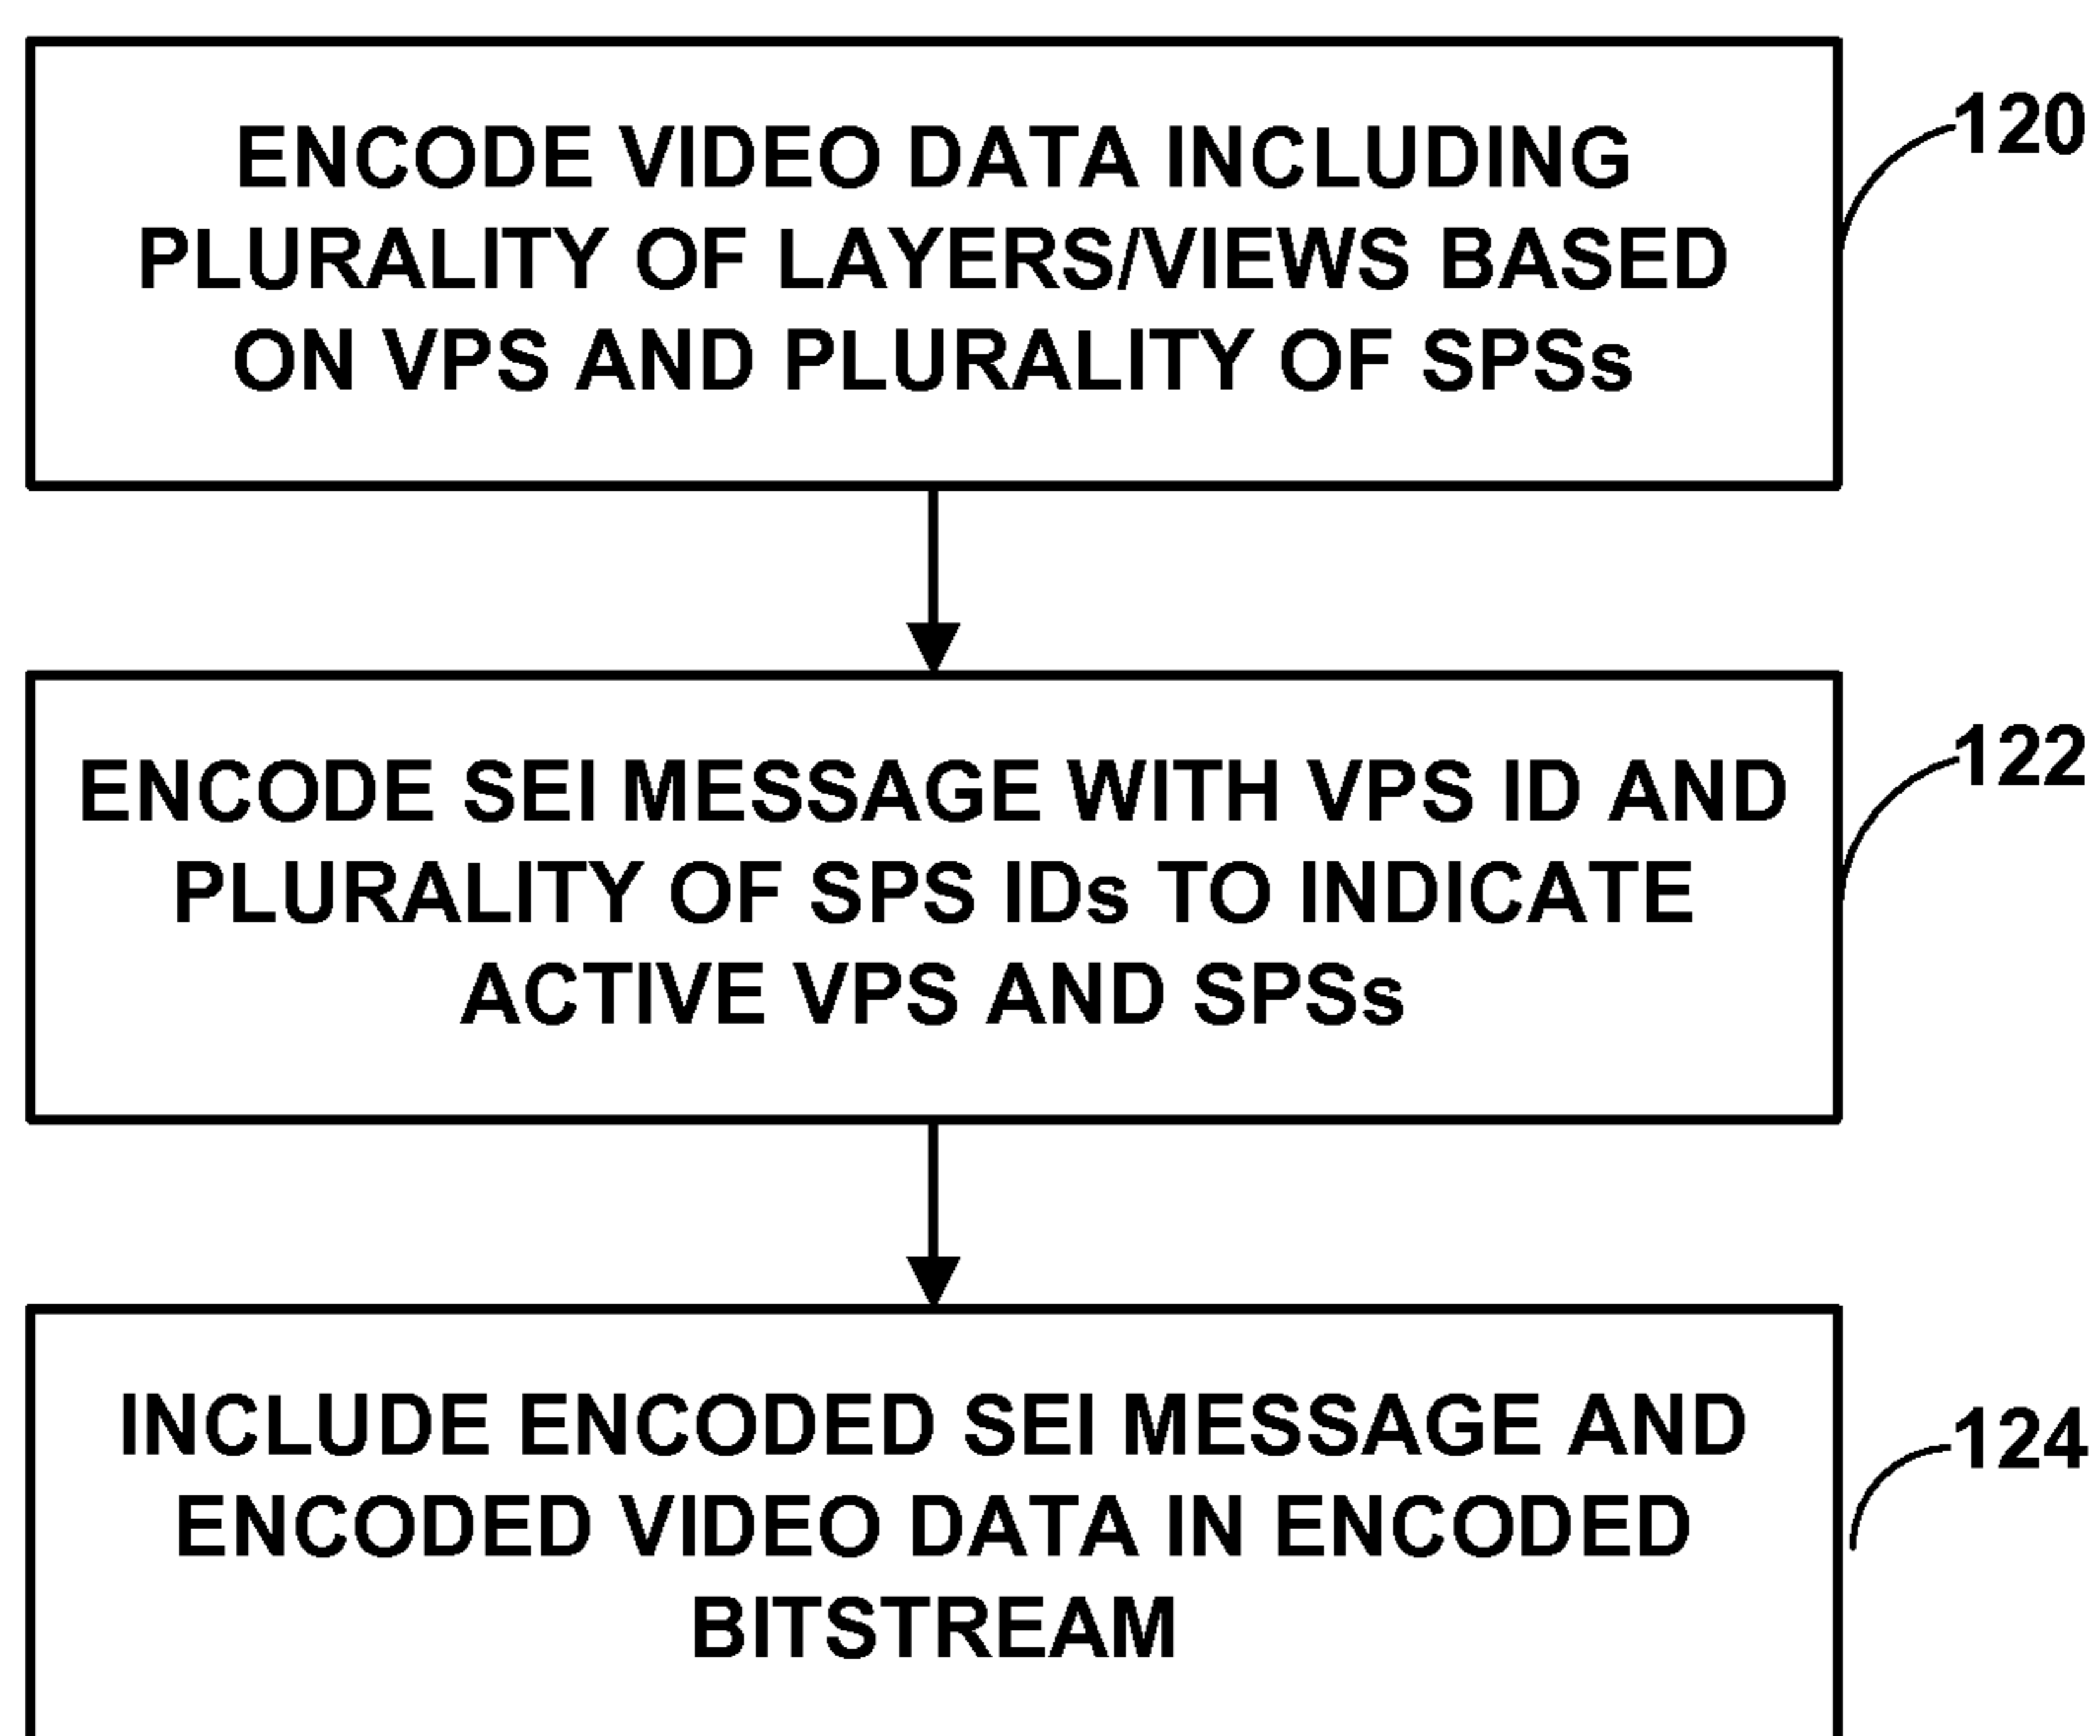 ENCODE VIDEO DATA INCLUDING
PLURALITY OF LAYERS/VIEWS BASED
ON VPS AND PLURALITY OF SPSs
120
ENCODE SEI MESSAGE WITH VPS ID AND
PLURALITY OF SPS IDs TO INDICATE
ACTIVE VPS AND SPSs
122
INCLUDE ENCODED SEI MESSAGE AND
ENCODED VIDEO DATA IN ENCODED
BITSTREAM
124